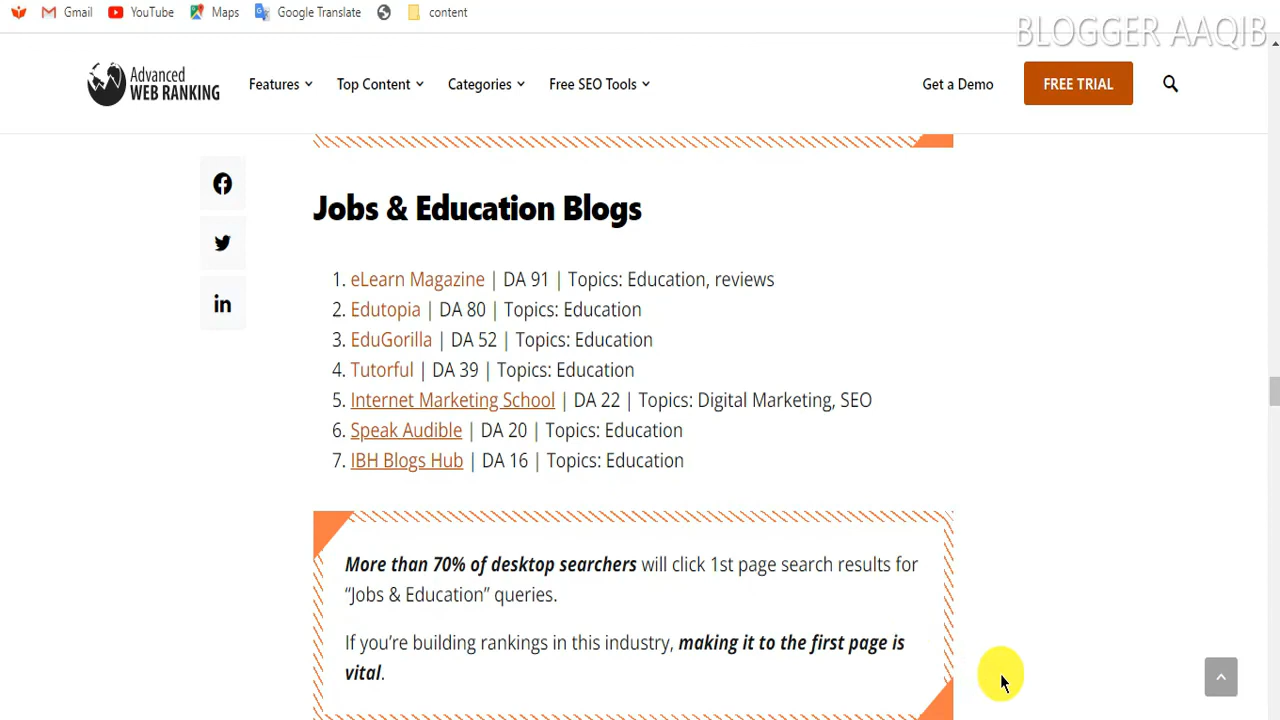 Gmail YouTube Maps Google Translate content
BLOGGER AAQIB
Advanced
WEB RANKING
Features Top Content Categories Free SEO Tools Get a Demo FREE TRIAL
Jobs & Education Blogs
1. eLearn Magazine | DA 91 | Topics: Education, reviews
2. Edutopia | DA 80 | Topics: Education
3. EduGorilla | DA 52 | Topics: Education
4. Tutorful | DA 39 | Topics: Education
5. Internet Marketing School | DA 22 | Topics: Digital Marketing, SEO
6. Speak Audible | DA 20 | Topics: Education
7. IBH Blogs Hub | DA 16 | Topics: Education
More than 70% of desktop searchers will click 1st page search results for
“Jobs & Education” queries.
If you’re building rankings in this industry, making it to the first page is
vital.